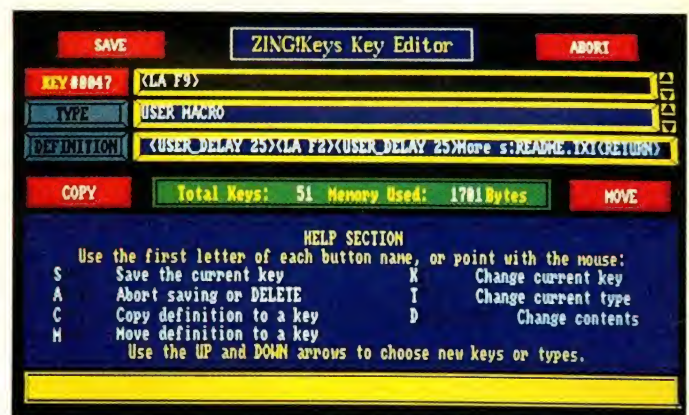 SAVE ZING!Keys Key Editor ABORT
KEY #0047 <LA F9>
TYPE USER MACRO
DEFINITION <USER_DELAY 25><LA F2><USER_DELAY 25>More s:README.TXT<RETURN>
COPY Total Keys: 51 Memory Used: 1701 Bytes MOVE
HELP SECTION
Use the first letter of each button name, or point with the mouse:
S Save the current key K Change current key
A Abort saving or DELETE T Change current type
C Copy definition to a key D Change contents
M Move definition to a key
Use the UP and DOWN arrows to choose new keys or types.